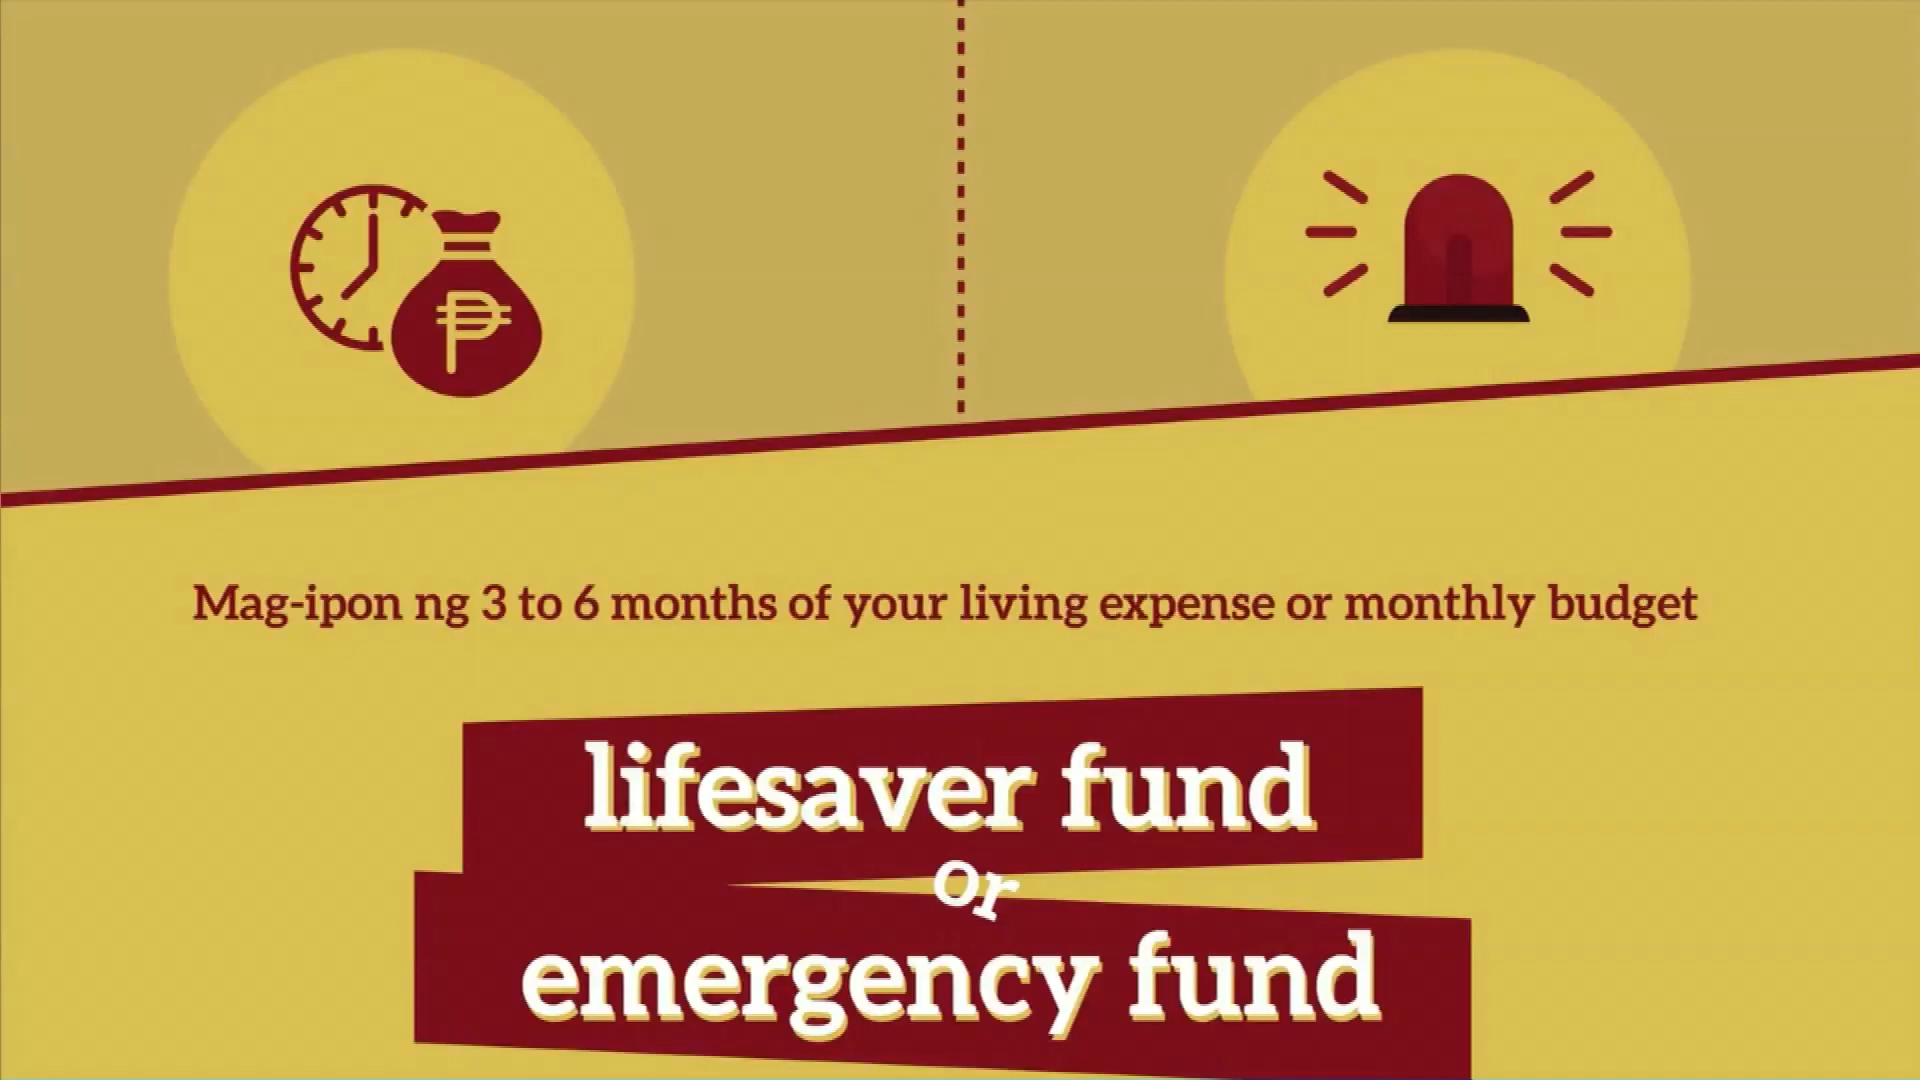 ₱
Mag-ipon ng 3 to 6 months of your living expense or monthly budget
lifesaver fund
or
emergency fund